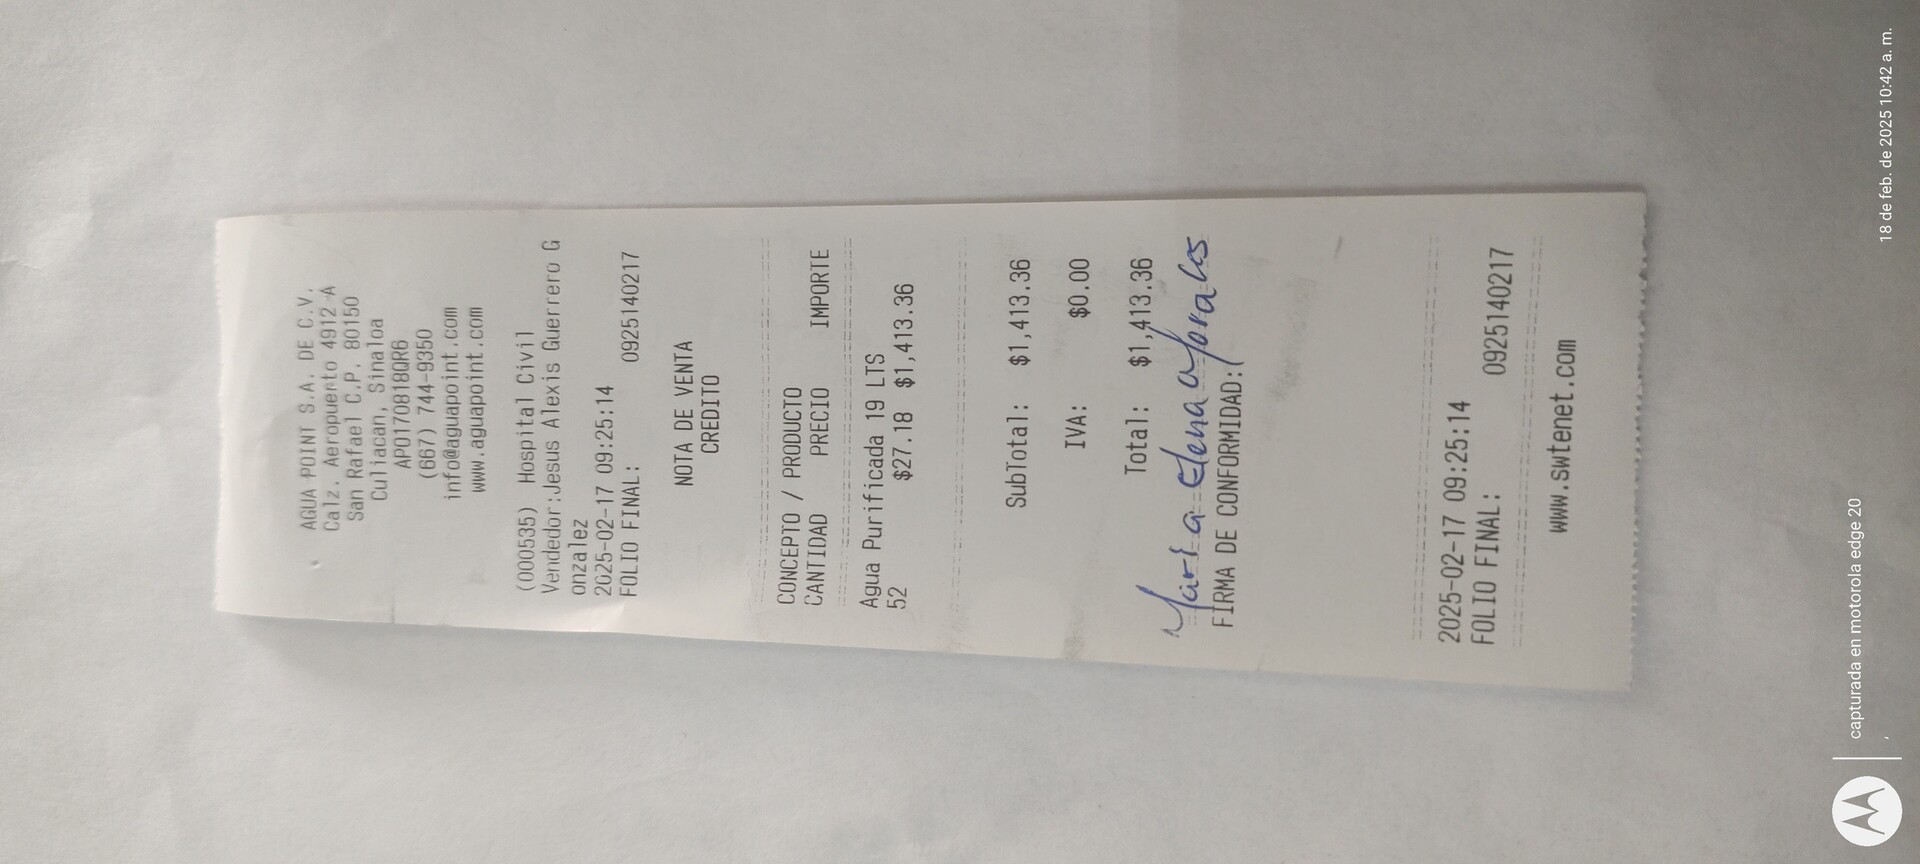 AGUA POINT S.A. DE C.V.
Calz. Aeropuerto 4912 A
San Rafael C.P. 80150
Culiacan, Sinaloa
APO170818QR6
(667) 744-9350
info@aguapoint.com
www.aguapoint.com
(000535) Hospital Civil
Vendedor:Jesus Alexis Guerrero G
onzalez
2025-02-17 09:25:14
FOLIO FINAL: 0925140217
NOTA DE VENTA
CREDITO
CONCEPTO / PRODUCTO
CANTIDAD PRECIO IMPORTE
Agua Purificada 19 LTS
52 $27.18 $1,413.36
SubTotal: $1,413.36
IVA: $0.00
Total: $1,413.36
Maria Elena Morales
FIRMA DE CONFORMIDAD:(
2025-02-17 09:25:14
FOLIO FINAL: 0925140217
www.swtenet.com
capturada en motorola edge 20
18 de feb. de 2025 10:42 a. m.